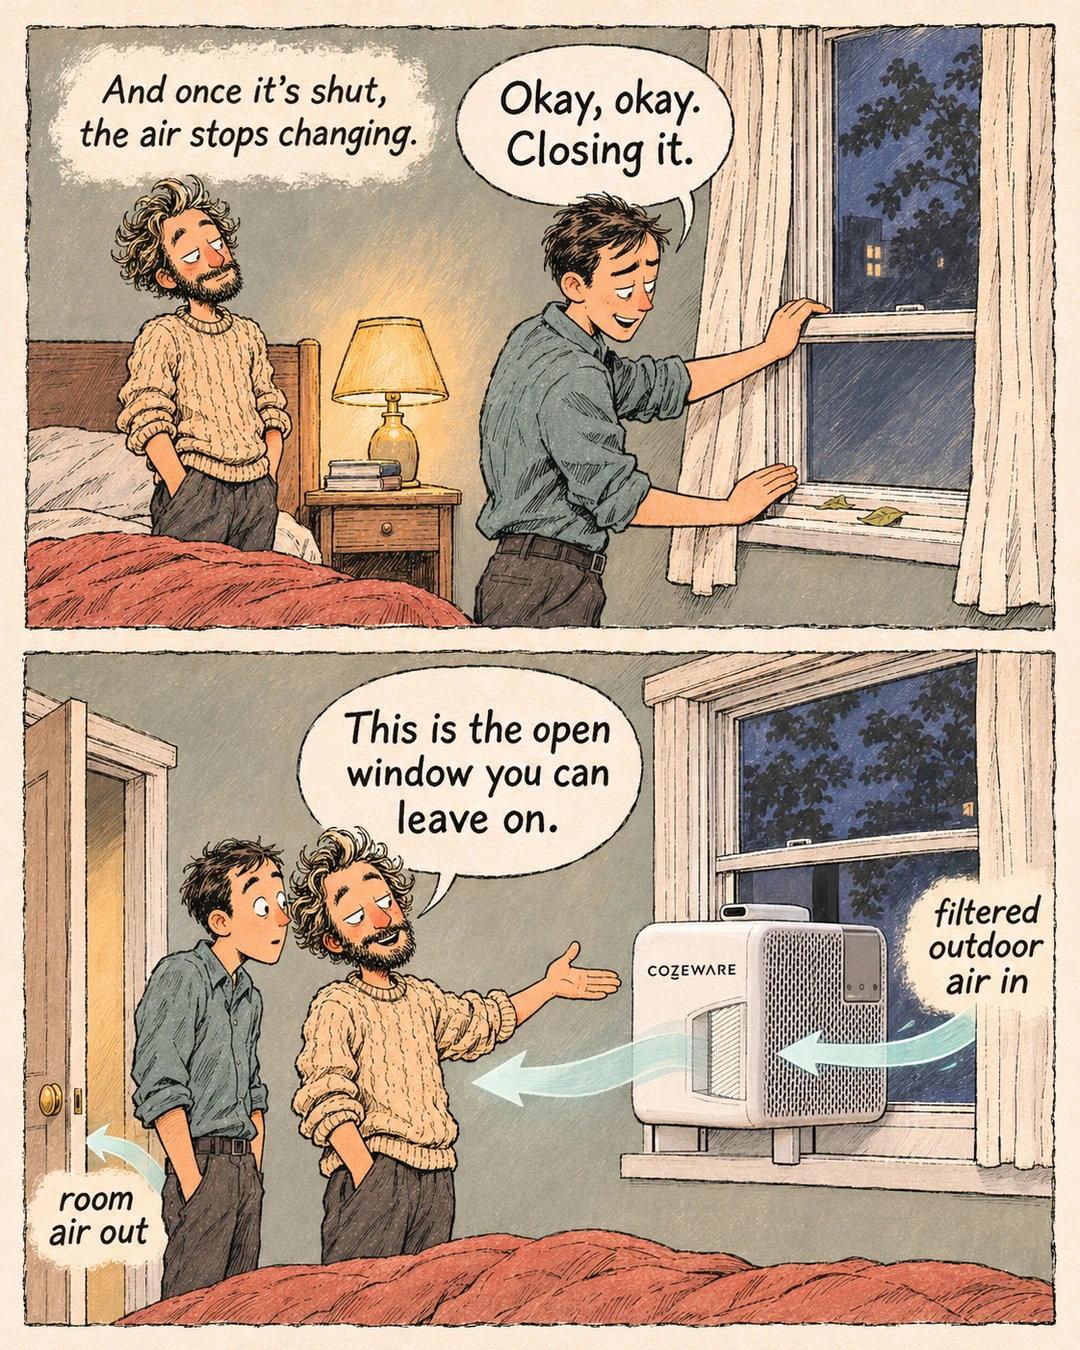 And once it's shut,
the air stops changing.
Okay, okay.
Closing it.
This is the open
window you can
leave on.
COZEWARE
filtered
outdoor
air in
room
air out